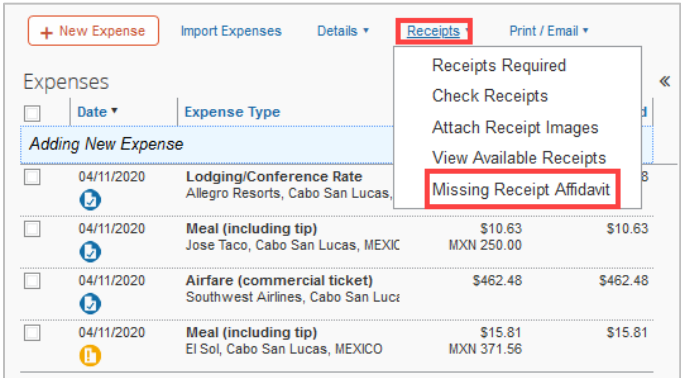 + New Expense Import Expenses Details ▾ Receipts Print / Email ▾
Receipts Required
Expenses «
Check Receipts
Date ▾ Expense Type d
Attach Receipt Images
Adding New Expense
View Available Receipts
04/11/2020 Lodging/Conference Rate 8
Allegro Resorts, Cabo San Lucas,
Missing Receipt Affidavit
04/11/2020 Meal (including tip) $10.63 $10.63
Jose Taco, Cabo San Lucas, MEXIC MXN 250.00
04/11/2020 Airfare (commercial ticket) $462.48 $462.48
Southwest Airlines, Cabo San Luca
04/11/2020 Meal (including tip) $15.81 $15.81
El Sol, Cabo San Lucas, MEXICO MXN 371.56